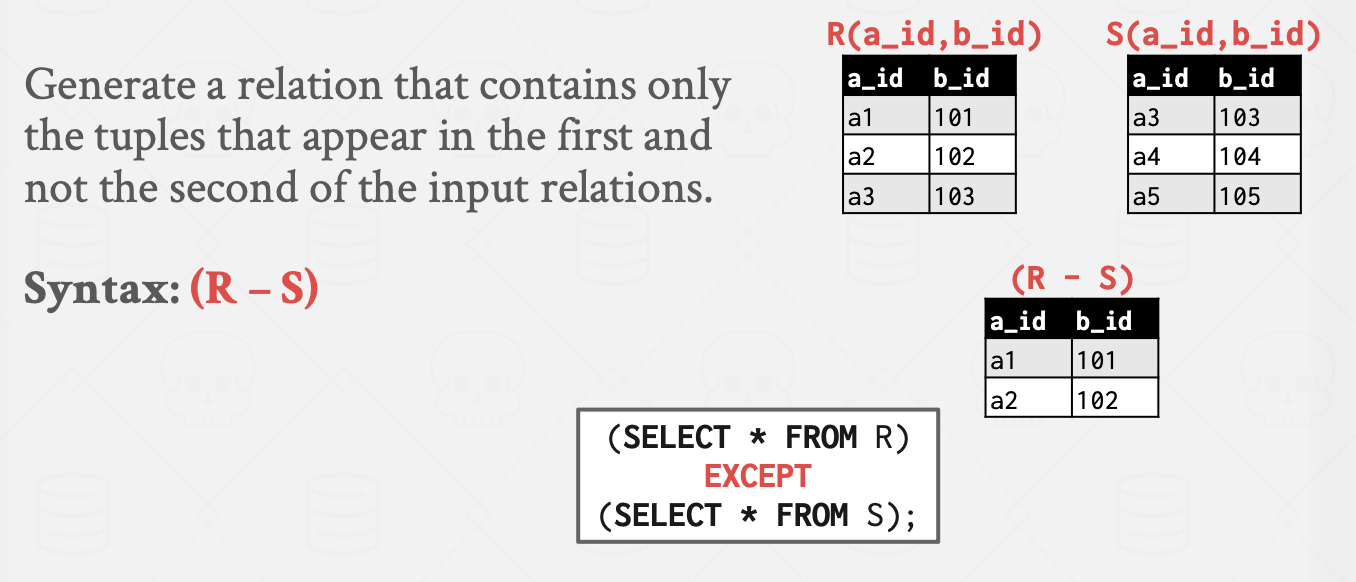 Generate a relation that contains only
the tuples that appear in the first and
not the second of the input relations.
Syntax: (R – S)
R(a_id,b_id)
a_id b_id
a1 101
a2 102
a3 103
S(a_id,b_id)
a_id b_id
a3 103
a4 104
a5 105
(R - S)
a_id b_id
a1 101
a2 102
(SELECT * FROM R)
EXCEPT
(SELECT * FROM S);